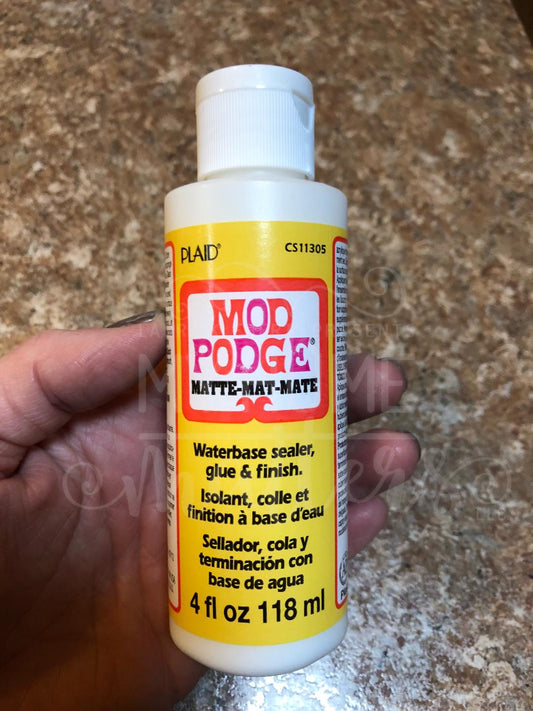 PLAID®
CS11305
MOD
PODGE®
MATTE-MAT-MATE
Waterbase sealer,
glue & finish.
Isolant, colle et
finition à base d'eau
Sellador, cola y
terminación con
base de agua
4 fl oz 118 ml